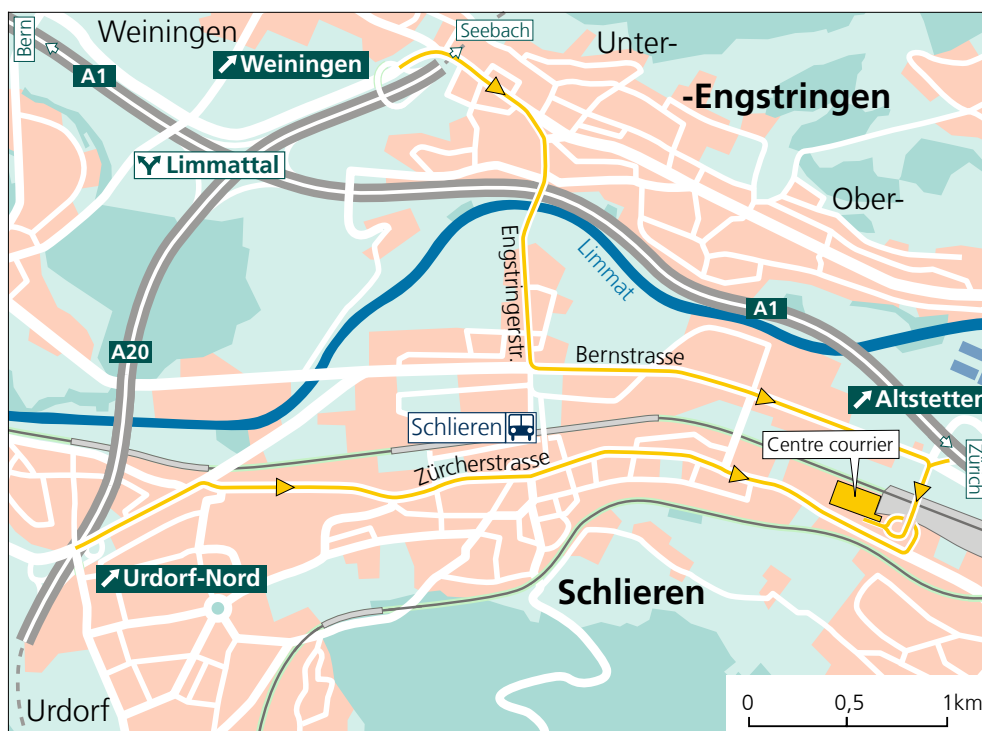 Weiningen
Seebach
Unter-
Bern
Weiningen
A1
-Engstringen
Limmattal
Ober-
Engstringerstr.
Limmat
A1
A20
Bernstrasse
Altstetten
Schlieren
Centre courrier
Zürcherstrasse
Zürich
Urdorf-Nord
Schlieren
Urdorf
0 0,5 1km